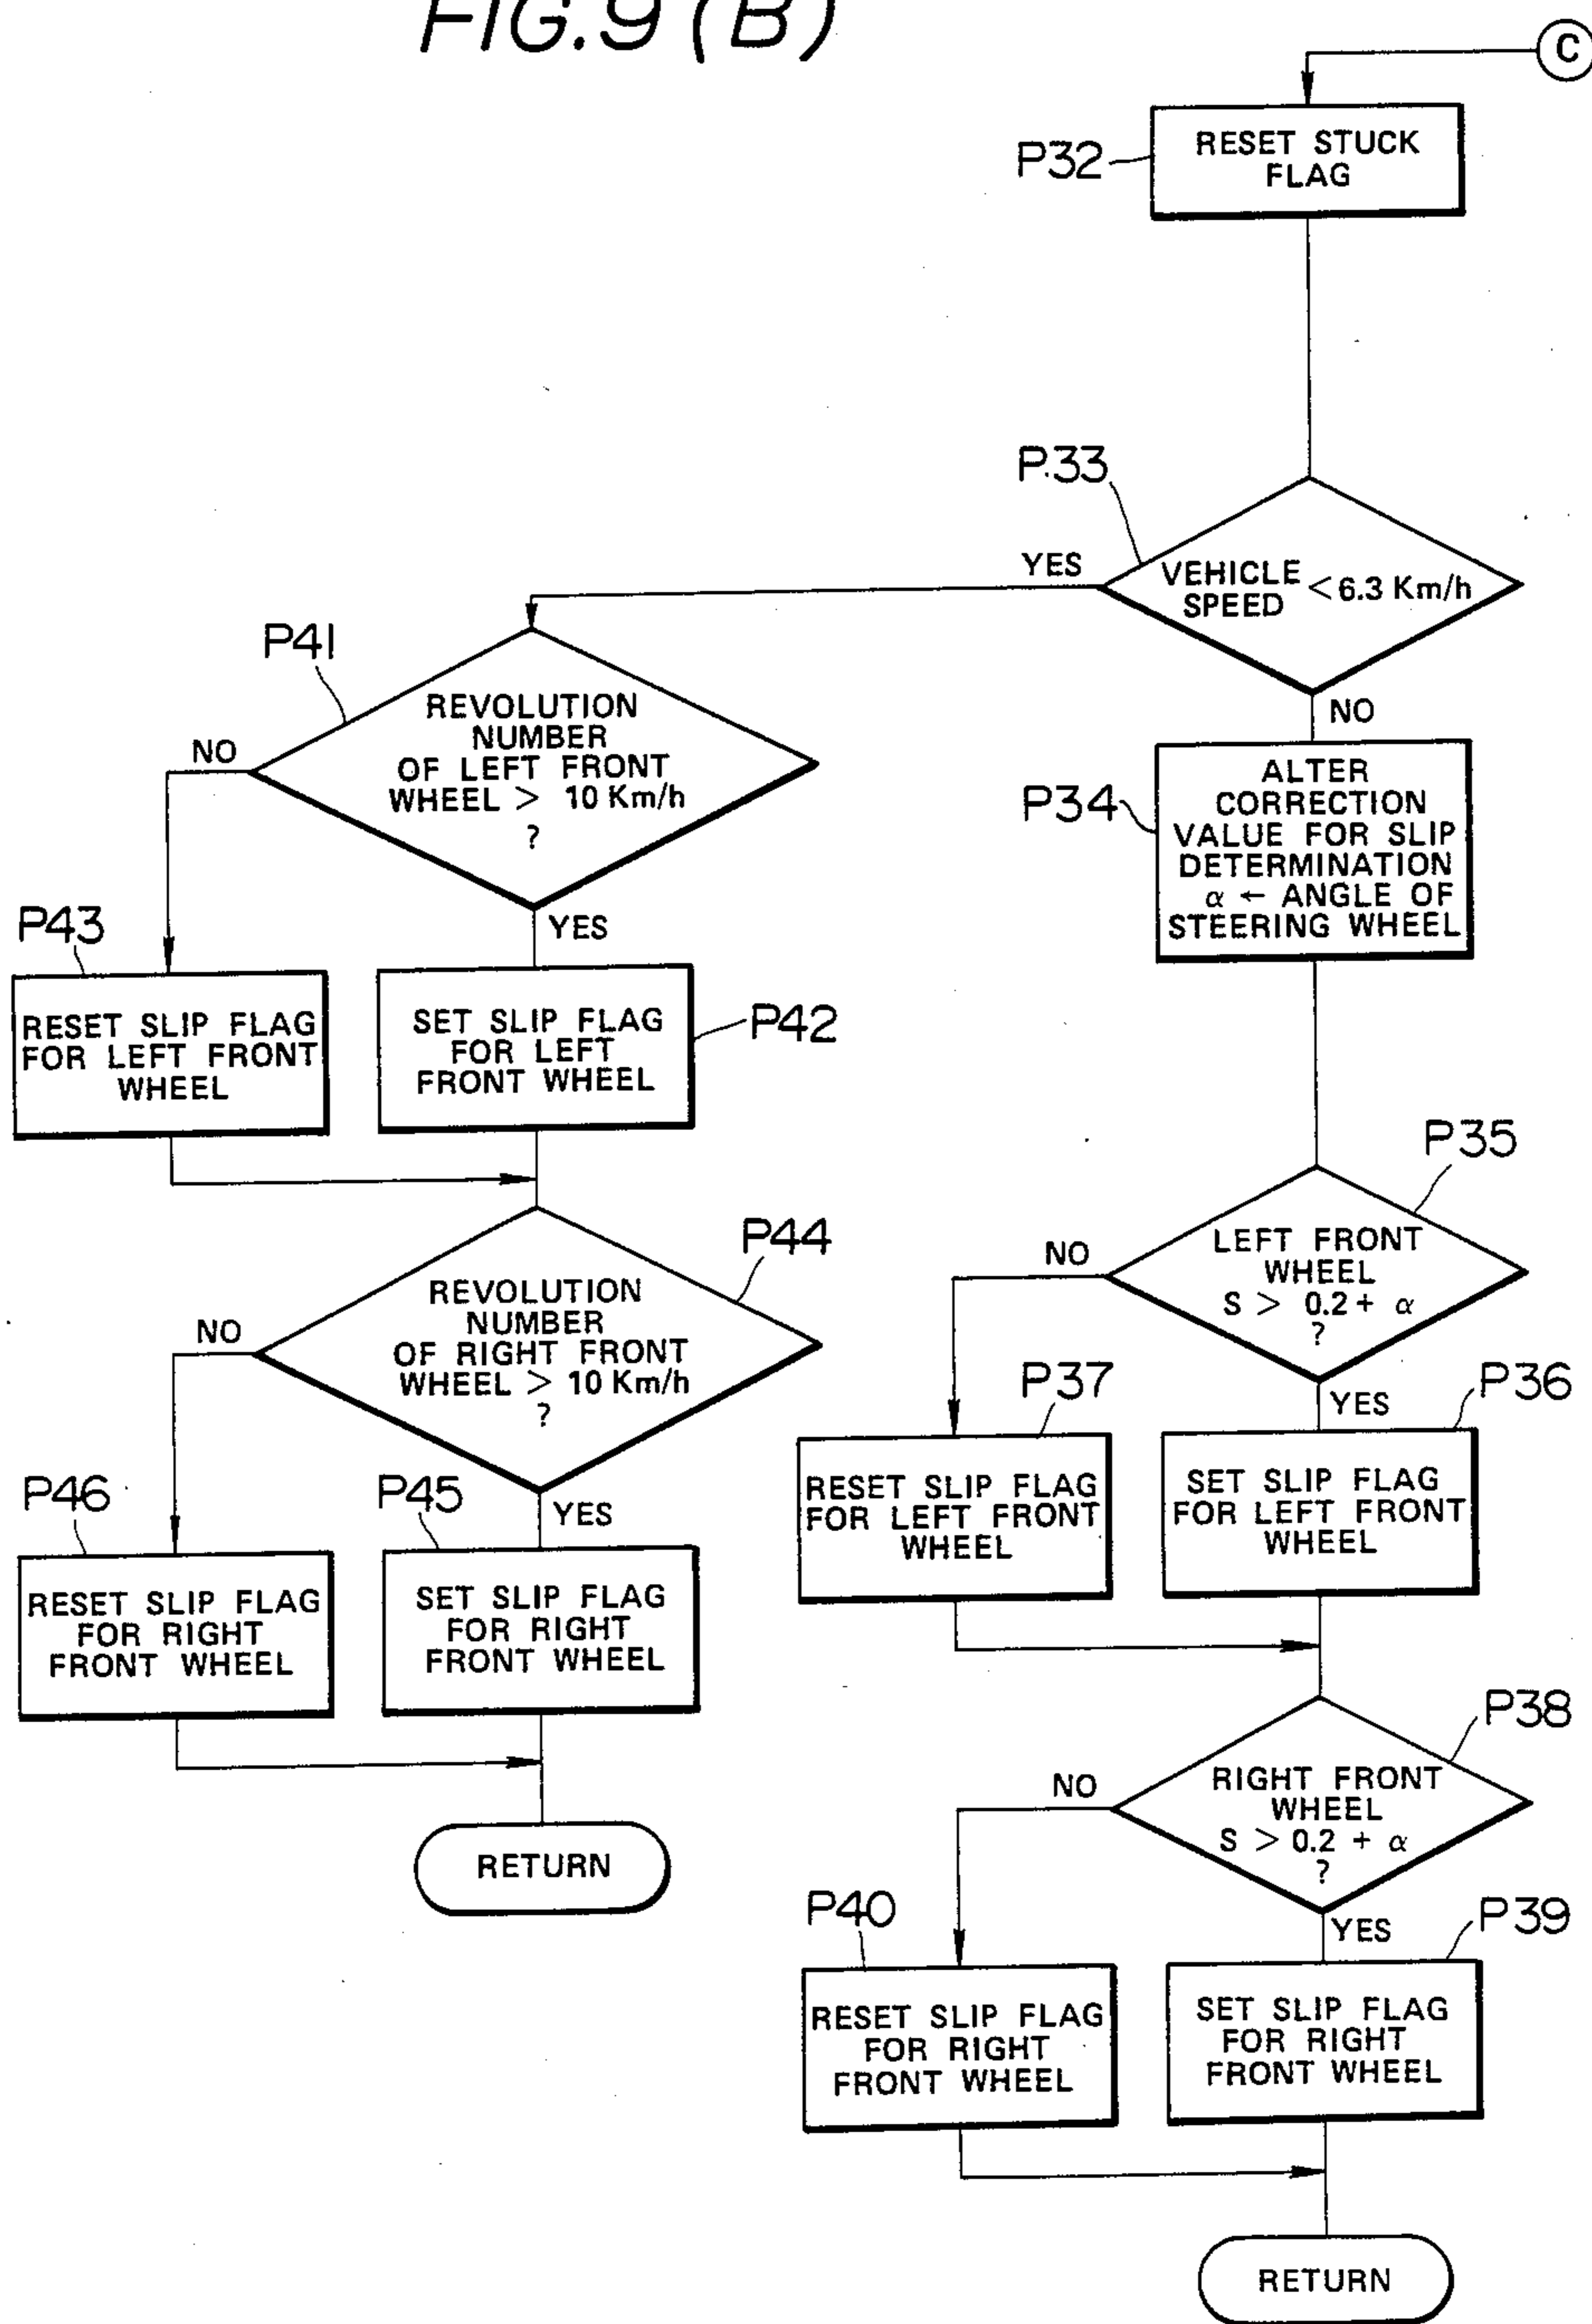 FIG.9 (B)
C
P32
RESET STUCK
FLAG
P33
YES
VEHICLE
SPEED < 6.3 Km/h
NO
P41
REVOLUTION
NUMBER
OF LEFT FRONT
WHEEL > 10 Km/h
?
NO
YES
P34
ALTER
CORRECTION
VALUE FOR SLIP
DETERMINATION
α ← ANGLE OF
STEERING WHEEL
P43
RESET SLIP FLAG
FOR LEFT FRONT
WHEEL
SET SLIP FLAG
FOR LEFT
FRONT WHEEL
P42
P35
LEFT FRONT
WHEEL
S > 0.2 + α
?
NO
YES
P44
REVOLUTION
NUMBER
OF RIGHT FRONT
WHEEL > 10 Km/h
?
NO
YES
P37
RESET SLIP FLAG
FOR LEFT FRONT
WHEEL
P36
SET SLIP FLAG
FOR LEFT FRONT
WHEEL
P46
RESET SLIP FLAG
FOR RIGHT
FRONT WHEEL
P45
SET SLIP FLAG
FOR RIGHT
FRONT WHEEL
RETURN
P38
RIGHT FRONT
WHEEL
S > 0.2 + α
?
NO
YES
P40
RESET SLIP FLAG
FOR RIGHT
FRONT WHEEL
P39
SET SLIP FLAG
FOR RIGHT
FRONT WHEEL
RETURN